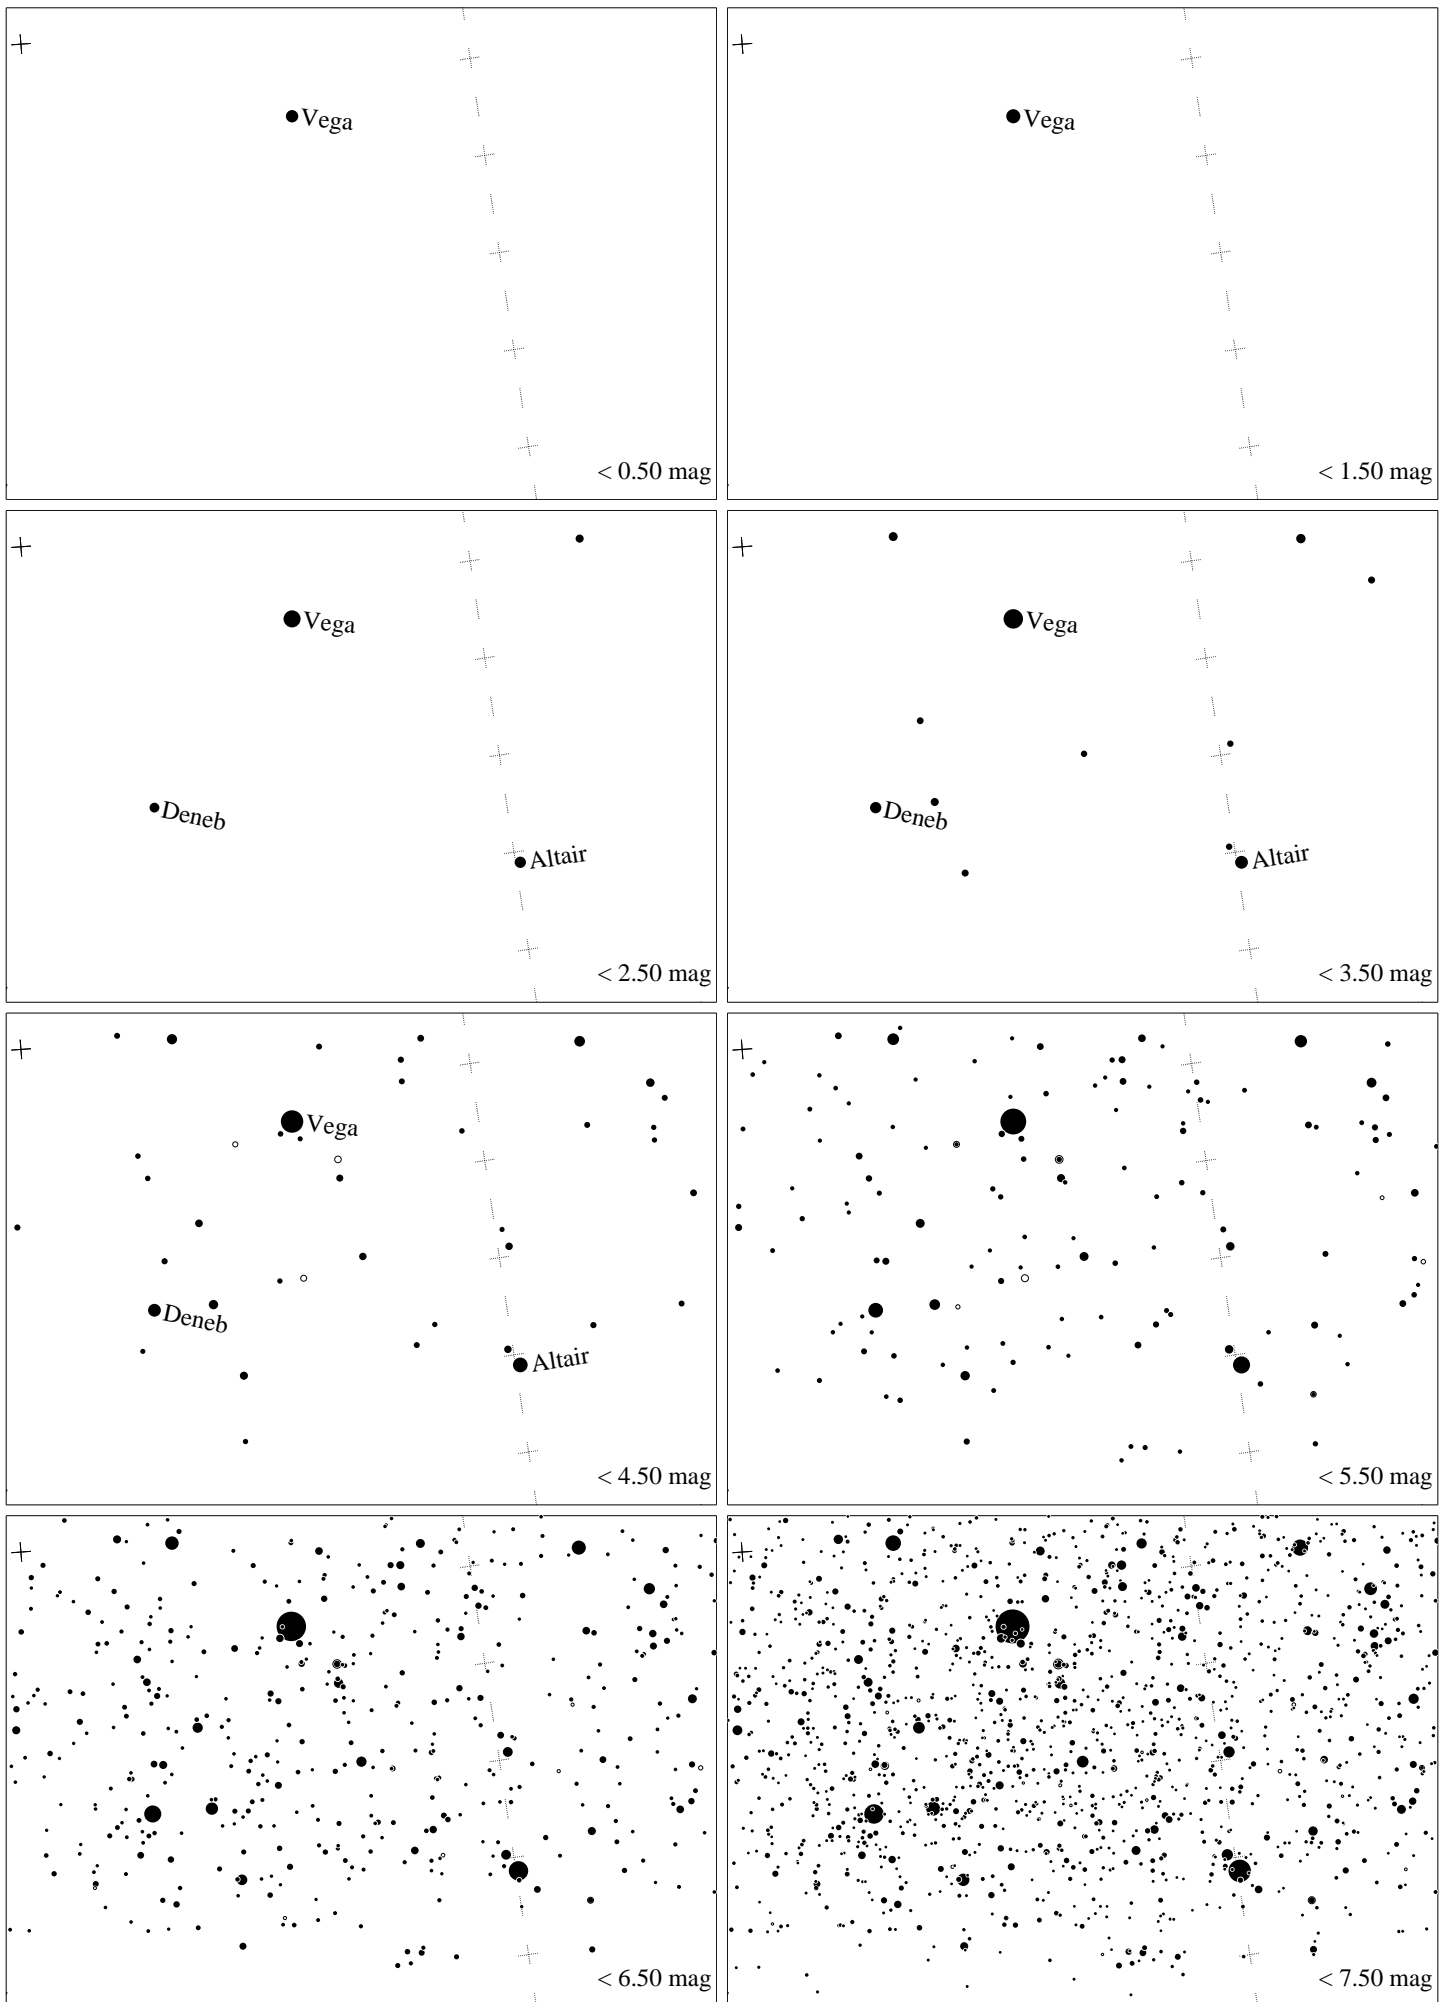 Vega
< 0.50 mag
Vega
< 1.50 mag
Vega
Deneb
Altair
< 2.50 mag
Vega
Deneb
Altair
< 3.50 mag
Vega
Deneb
Altair
< 4.50 mag
< 5.50 mag
< 6.50 mag
< 7.50 mag